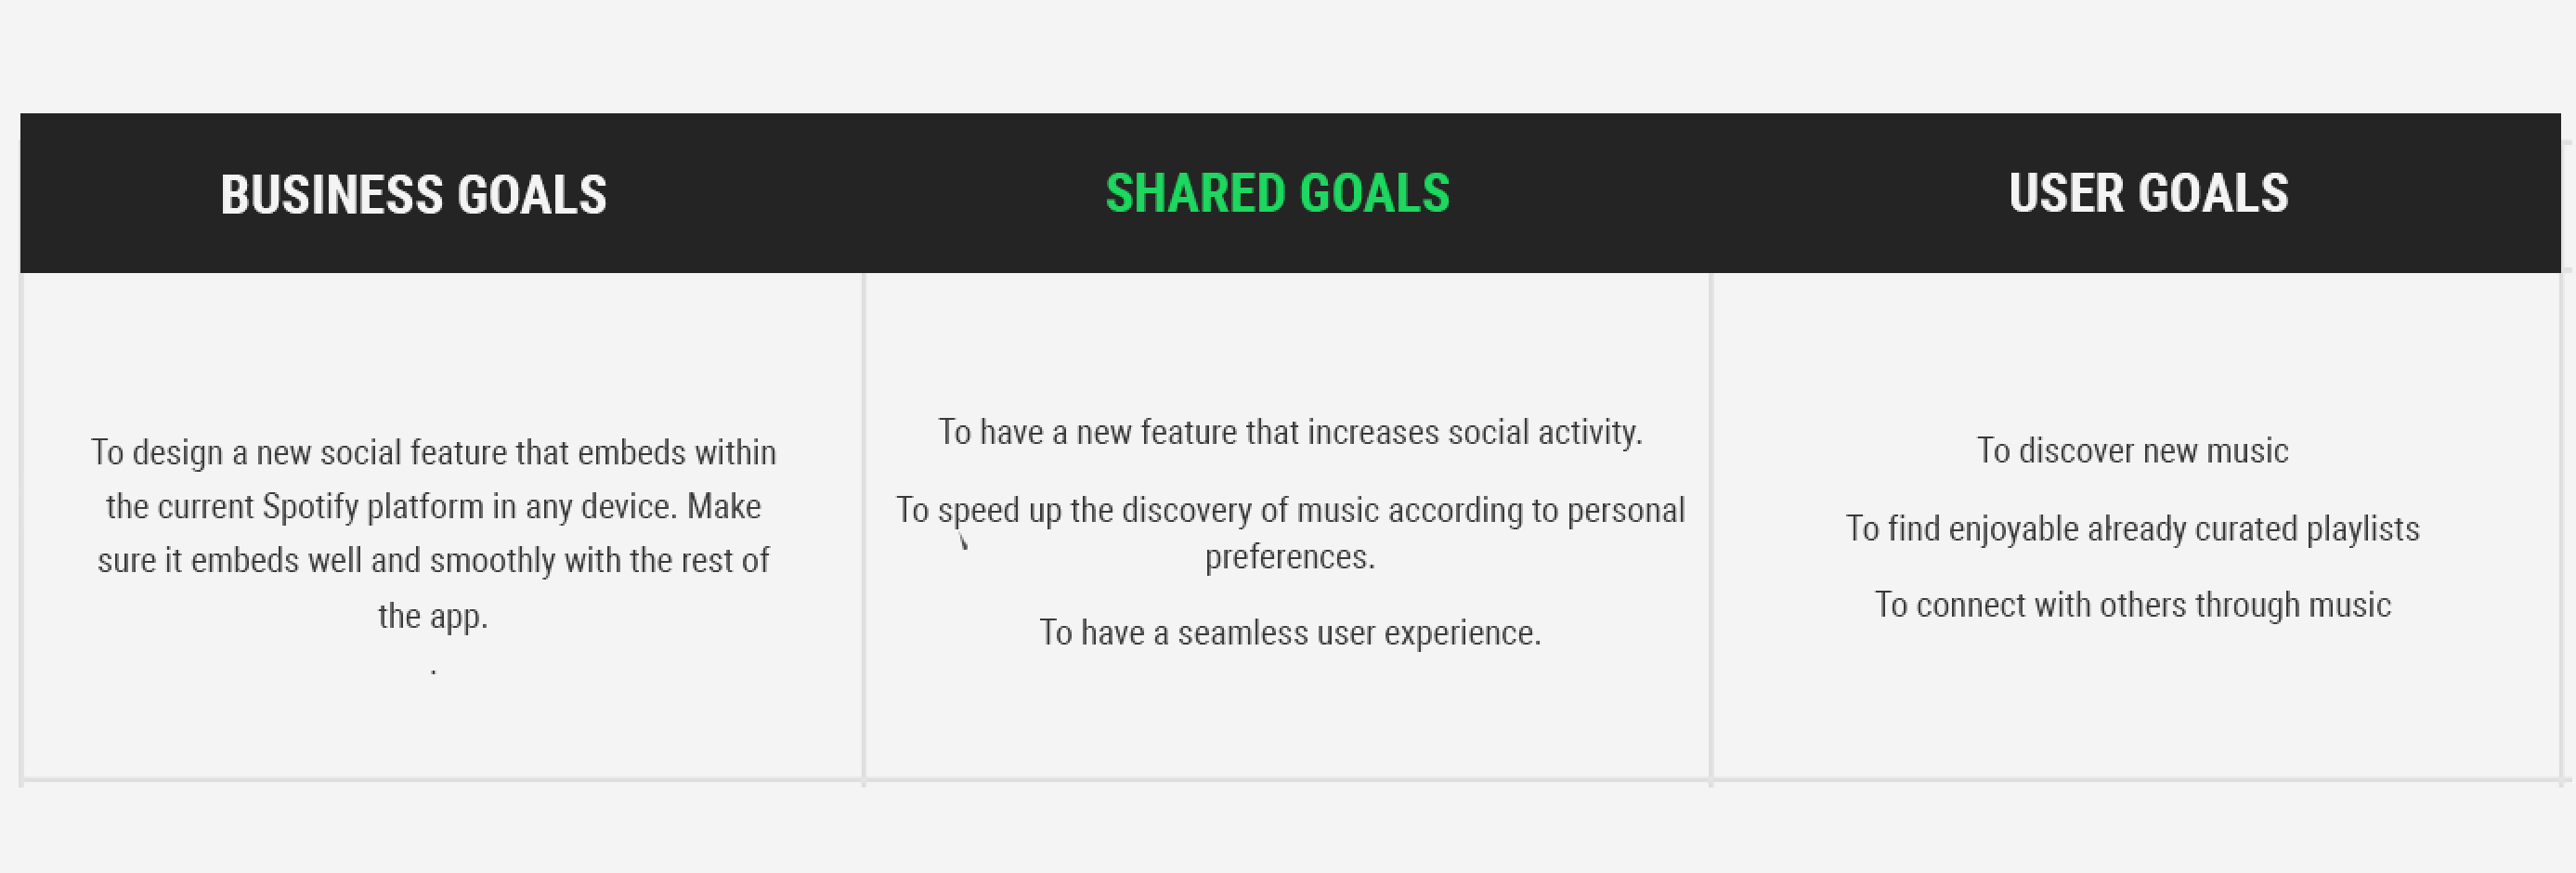 BUSINESS GOALS
SHARED GOALS
USER GOALS
To design a new social feature that embeds within
the current Spotify platform in any device. Make
sure it embeds well and smoothly with the rest of
the app.
.
To have a new feature that increases social activity.
To speed up the discovery of music according to personal
preferences.
To have a seamless user experience.
To discover new music
To find enjoyable already curated playlists
To connect with others through music